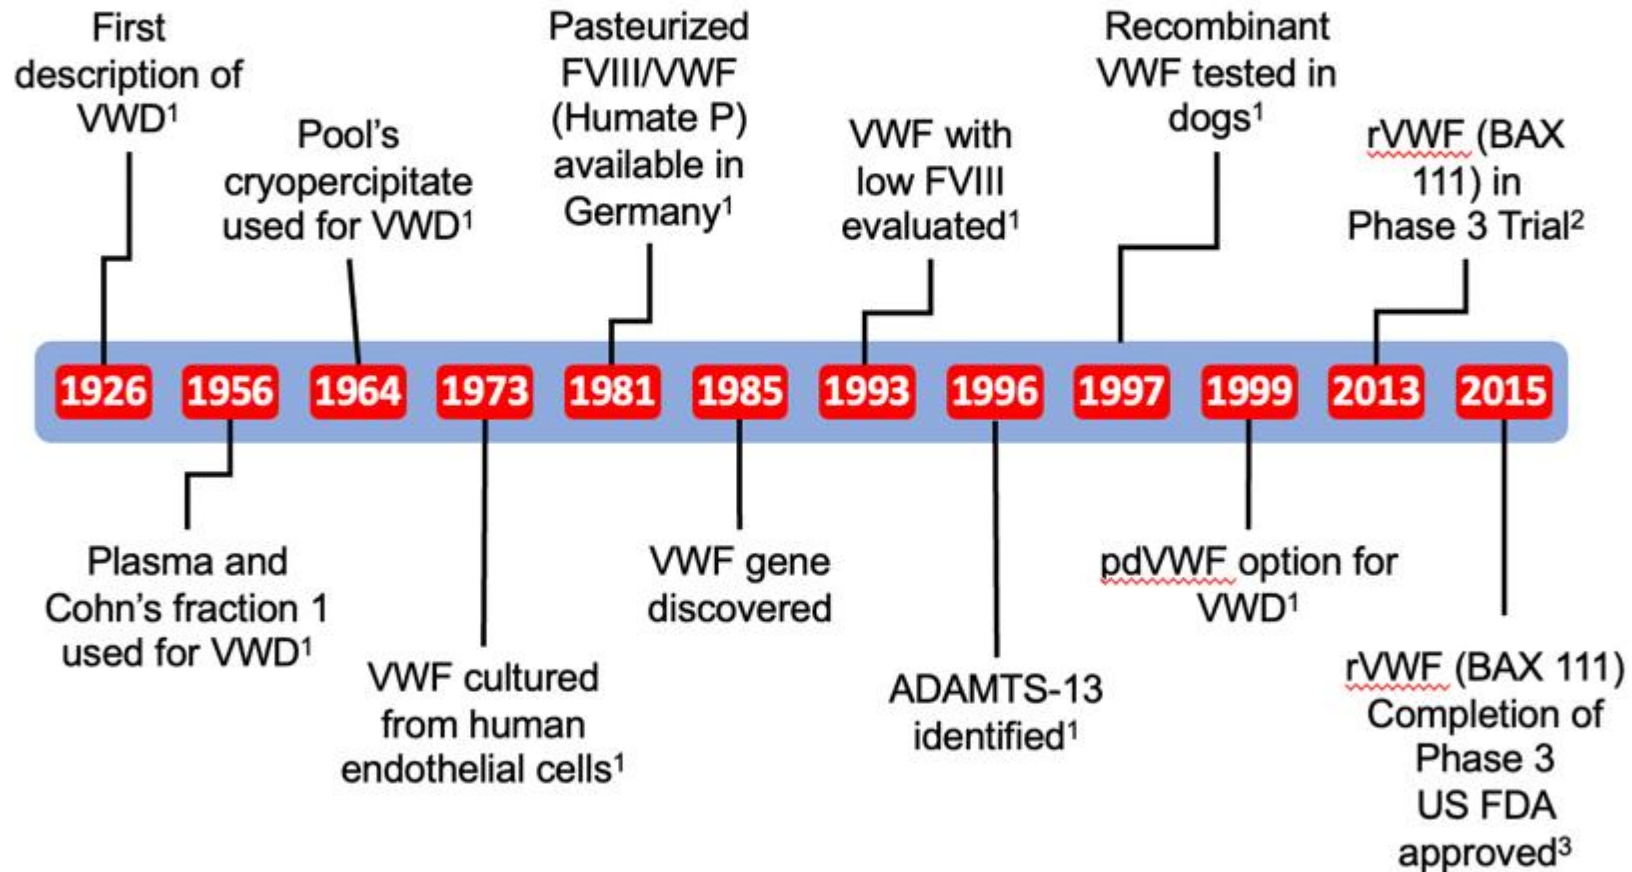 First
description of
VWD¹
Pool's
cryopercipitate
used for VWD¹
Pasteurized
FVIII/VWF
(Humate P)
available in
Germany¹
VWF with
low FVIII
evaluated¹
Recombinant
VWF tested in
dogs¹
rVWF (BAX
111) in
Phase 3 Trial²
1926 1956 1964 1973 1981 1985 1993 1996 1997 1999 2013 2015
Plasma and
Cohn's fraction 1
used for VWD¹
VWF cultured
from human
endothelial cells¹
VWF gene
discovered
ADAMTS-13
identified¹
pdVWF option for
VWD¹
rVWF (BAX 111)
Completion of
Phase 3
US FDA
approved³